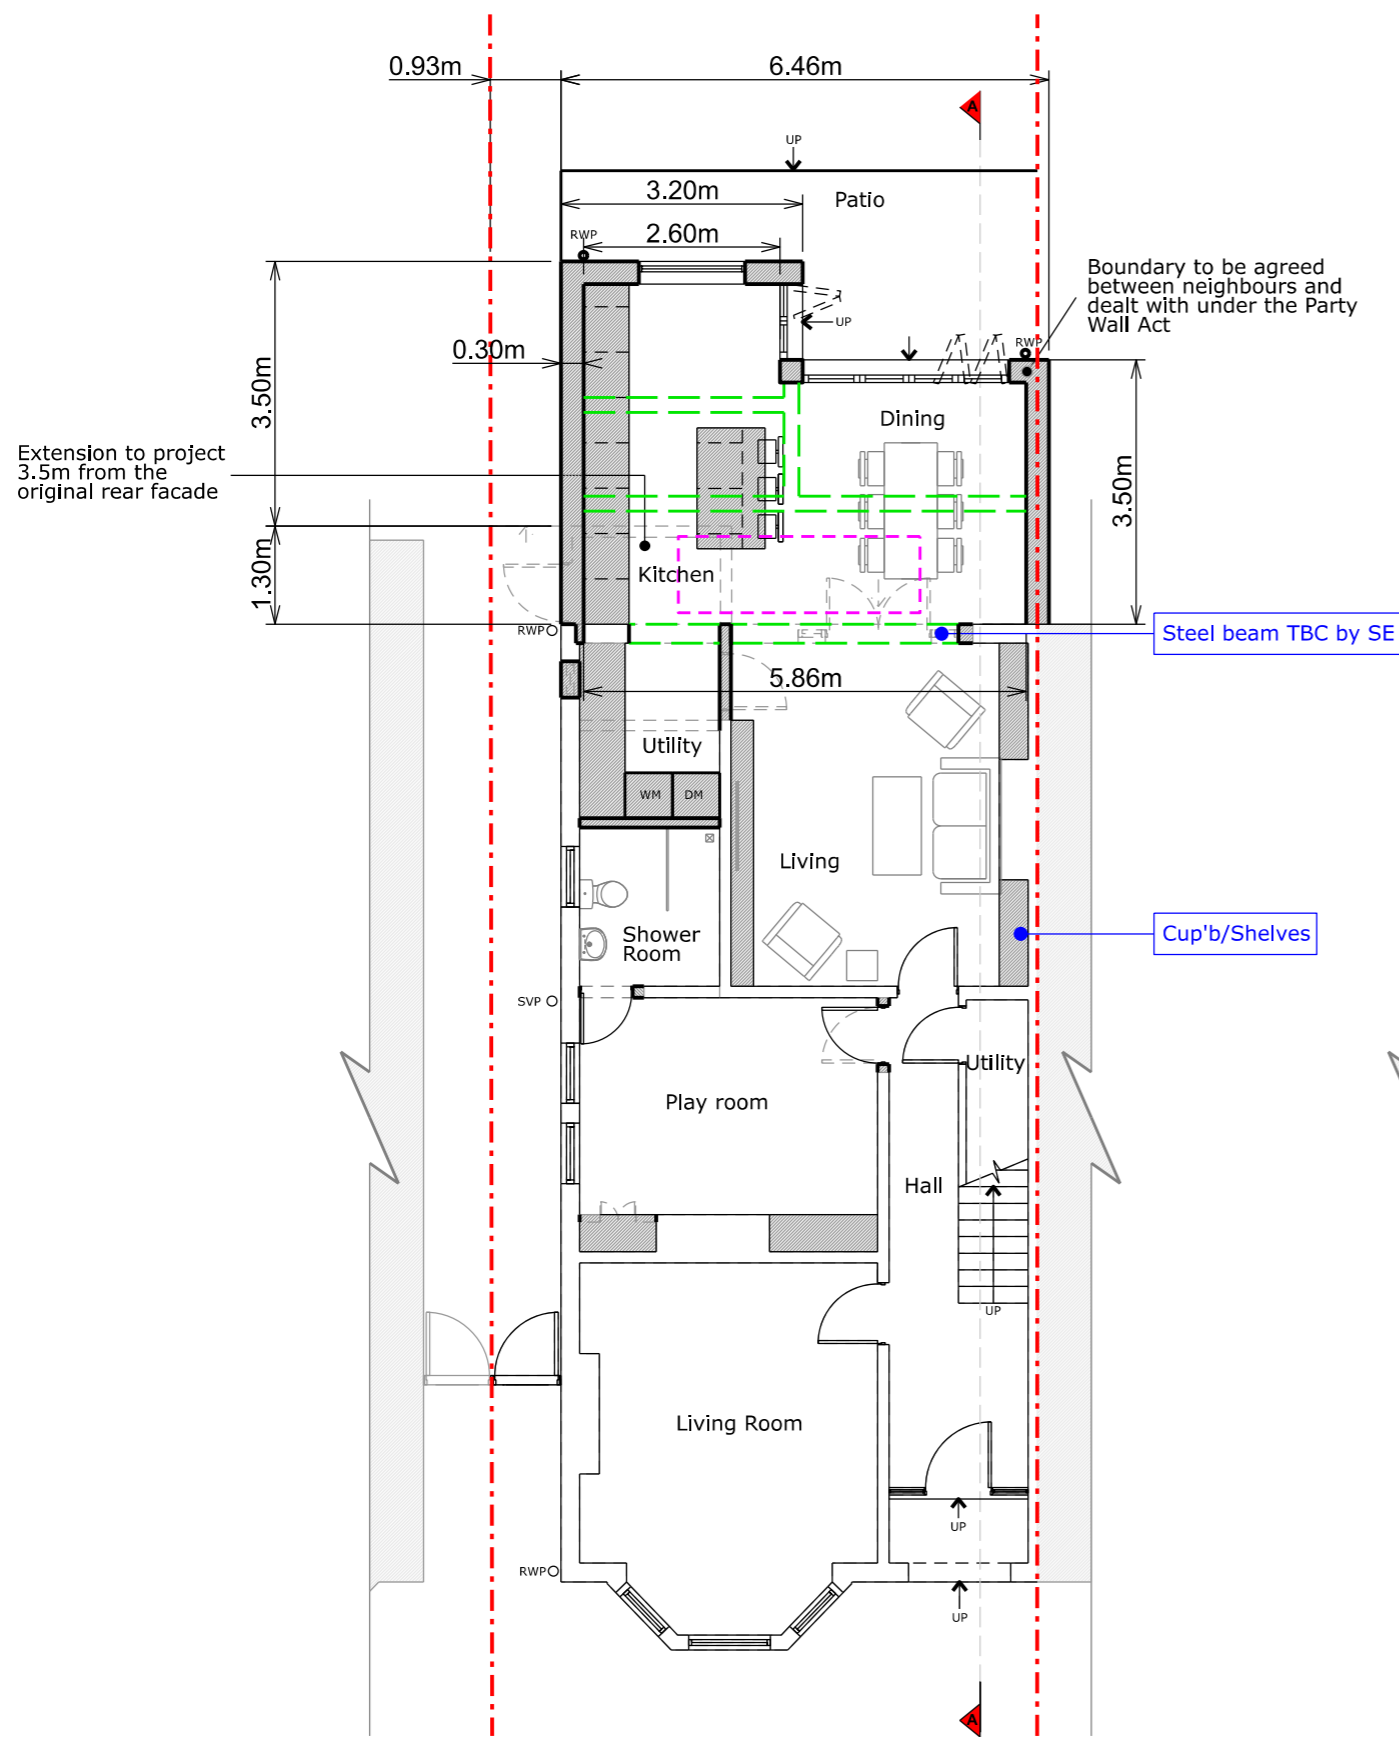 0.93m
6.46m
A
UP
3.20m
Patio
RWP
2.60m
Boundary to be agreed
between neighbours and
dealt with under the Party
Wall Act
UP
RWP
0.30m
3.50m
Dining
Extension to project
3.5m from the
original rear facade
3.50m
1.30m
Kitchen
RWP
Steel beam TBC by SE
5.86m
Utility
WM
DM
Living
Shower
Room
Cup'b/Shelves
SVP
Utility
Play room
Hall
UP
Living Room
UP
RWP
UP
A